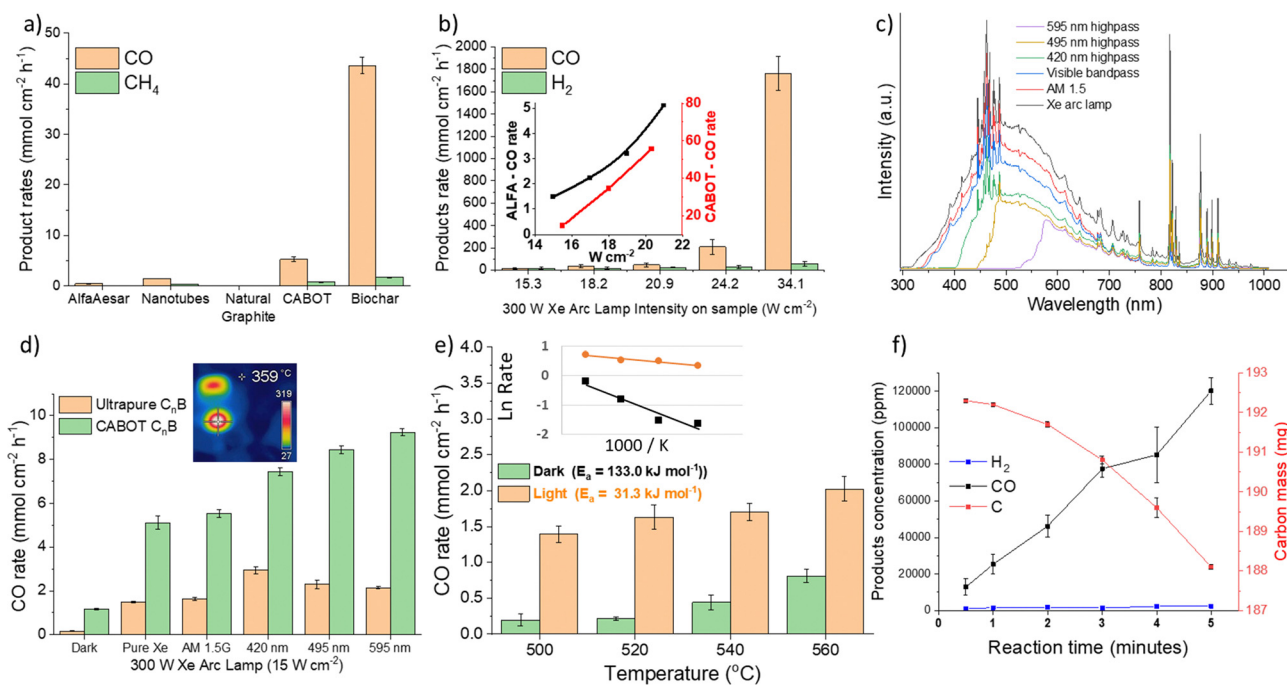 a)
Product rates (mmol cm⁻² h⁻¹)
50
40
30
20
10
0
CO
CH₄
AlfaAesar
Nanotubes
Natural
Graphite
CABOT
Biochar
b)
Products rate (mmol cm⁻² h⁻¹)
2000
1800
1600
1400
1200
1000
800
600
400
200
0
CO
H₂
ALFA - CO rate
5
4
3
2
1
0
80
60
40
20
CABOT - CO rate
14 16 18 20 22
W cm⁻²
15.3 18.2 20.9 24.2 34.1
300 W Xe Arc Lamp Intensity on sample (W cm⁻²)
c)
Intensity (a.u.)
595 nm highpass
495 nm highpass
420 nm highpass
Visible bandpass
AM 1.5
Xe arc lamp
300 400 500 600 700 800 900 1000
Wavelength (nm)
d)
CO rate (mmol cm⁻² h⁻¹)
10
8
6
4
2
0
Ultrapure CₙB
CABOT CₙB
359 °C
319
27
Dark Pure Xe AM 1.5G 420 nm 495 nm 595 nm
300 W Xe Arc Lamp (15 W cm⁻²)
e)
CO rate (mmol cm⁻² h⁻¹)
3.0
2.5
2.0
1.5
1.0
0.5
0.0
Ln Rate
1
0
-1
-2
1000 / K
Dark (Eₐ = 133.0 kJ mol⁻¹))
Light (Eₐ = 31.3 kJ mol⁻¹)
500 520 540 560
Temperature (°C)
f)
Products concentration (ppm)
120000
100000
80000
60000
40000
20000
0
H₂
CO
C
193
192
191
190
189
188
187
Carbon mass (mg)
1 2 3 4 5
Reaction time (minutes)